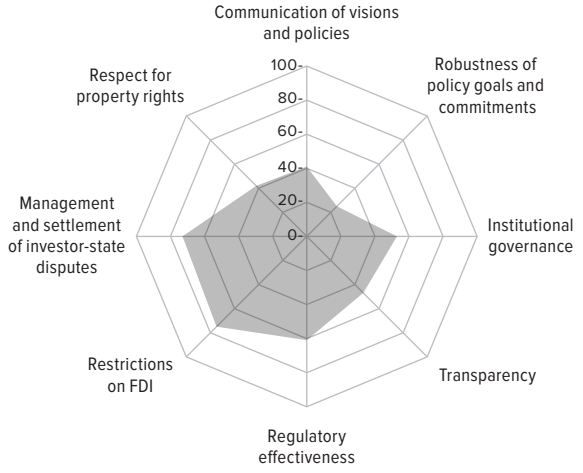 Communication of visions
and policies
Robustness of
policy goals and
commitments
Respect for
property rights
100-
80-
60-
40-
20-
0-
Management
and settlement
of investor-state
disputes
Institutional
governance
Restrictions
on FDI
Transparency
Regulatory
effectiveness